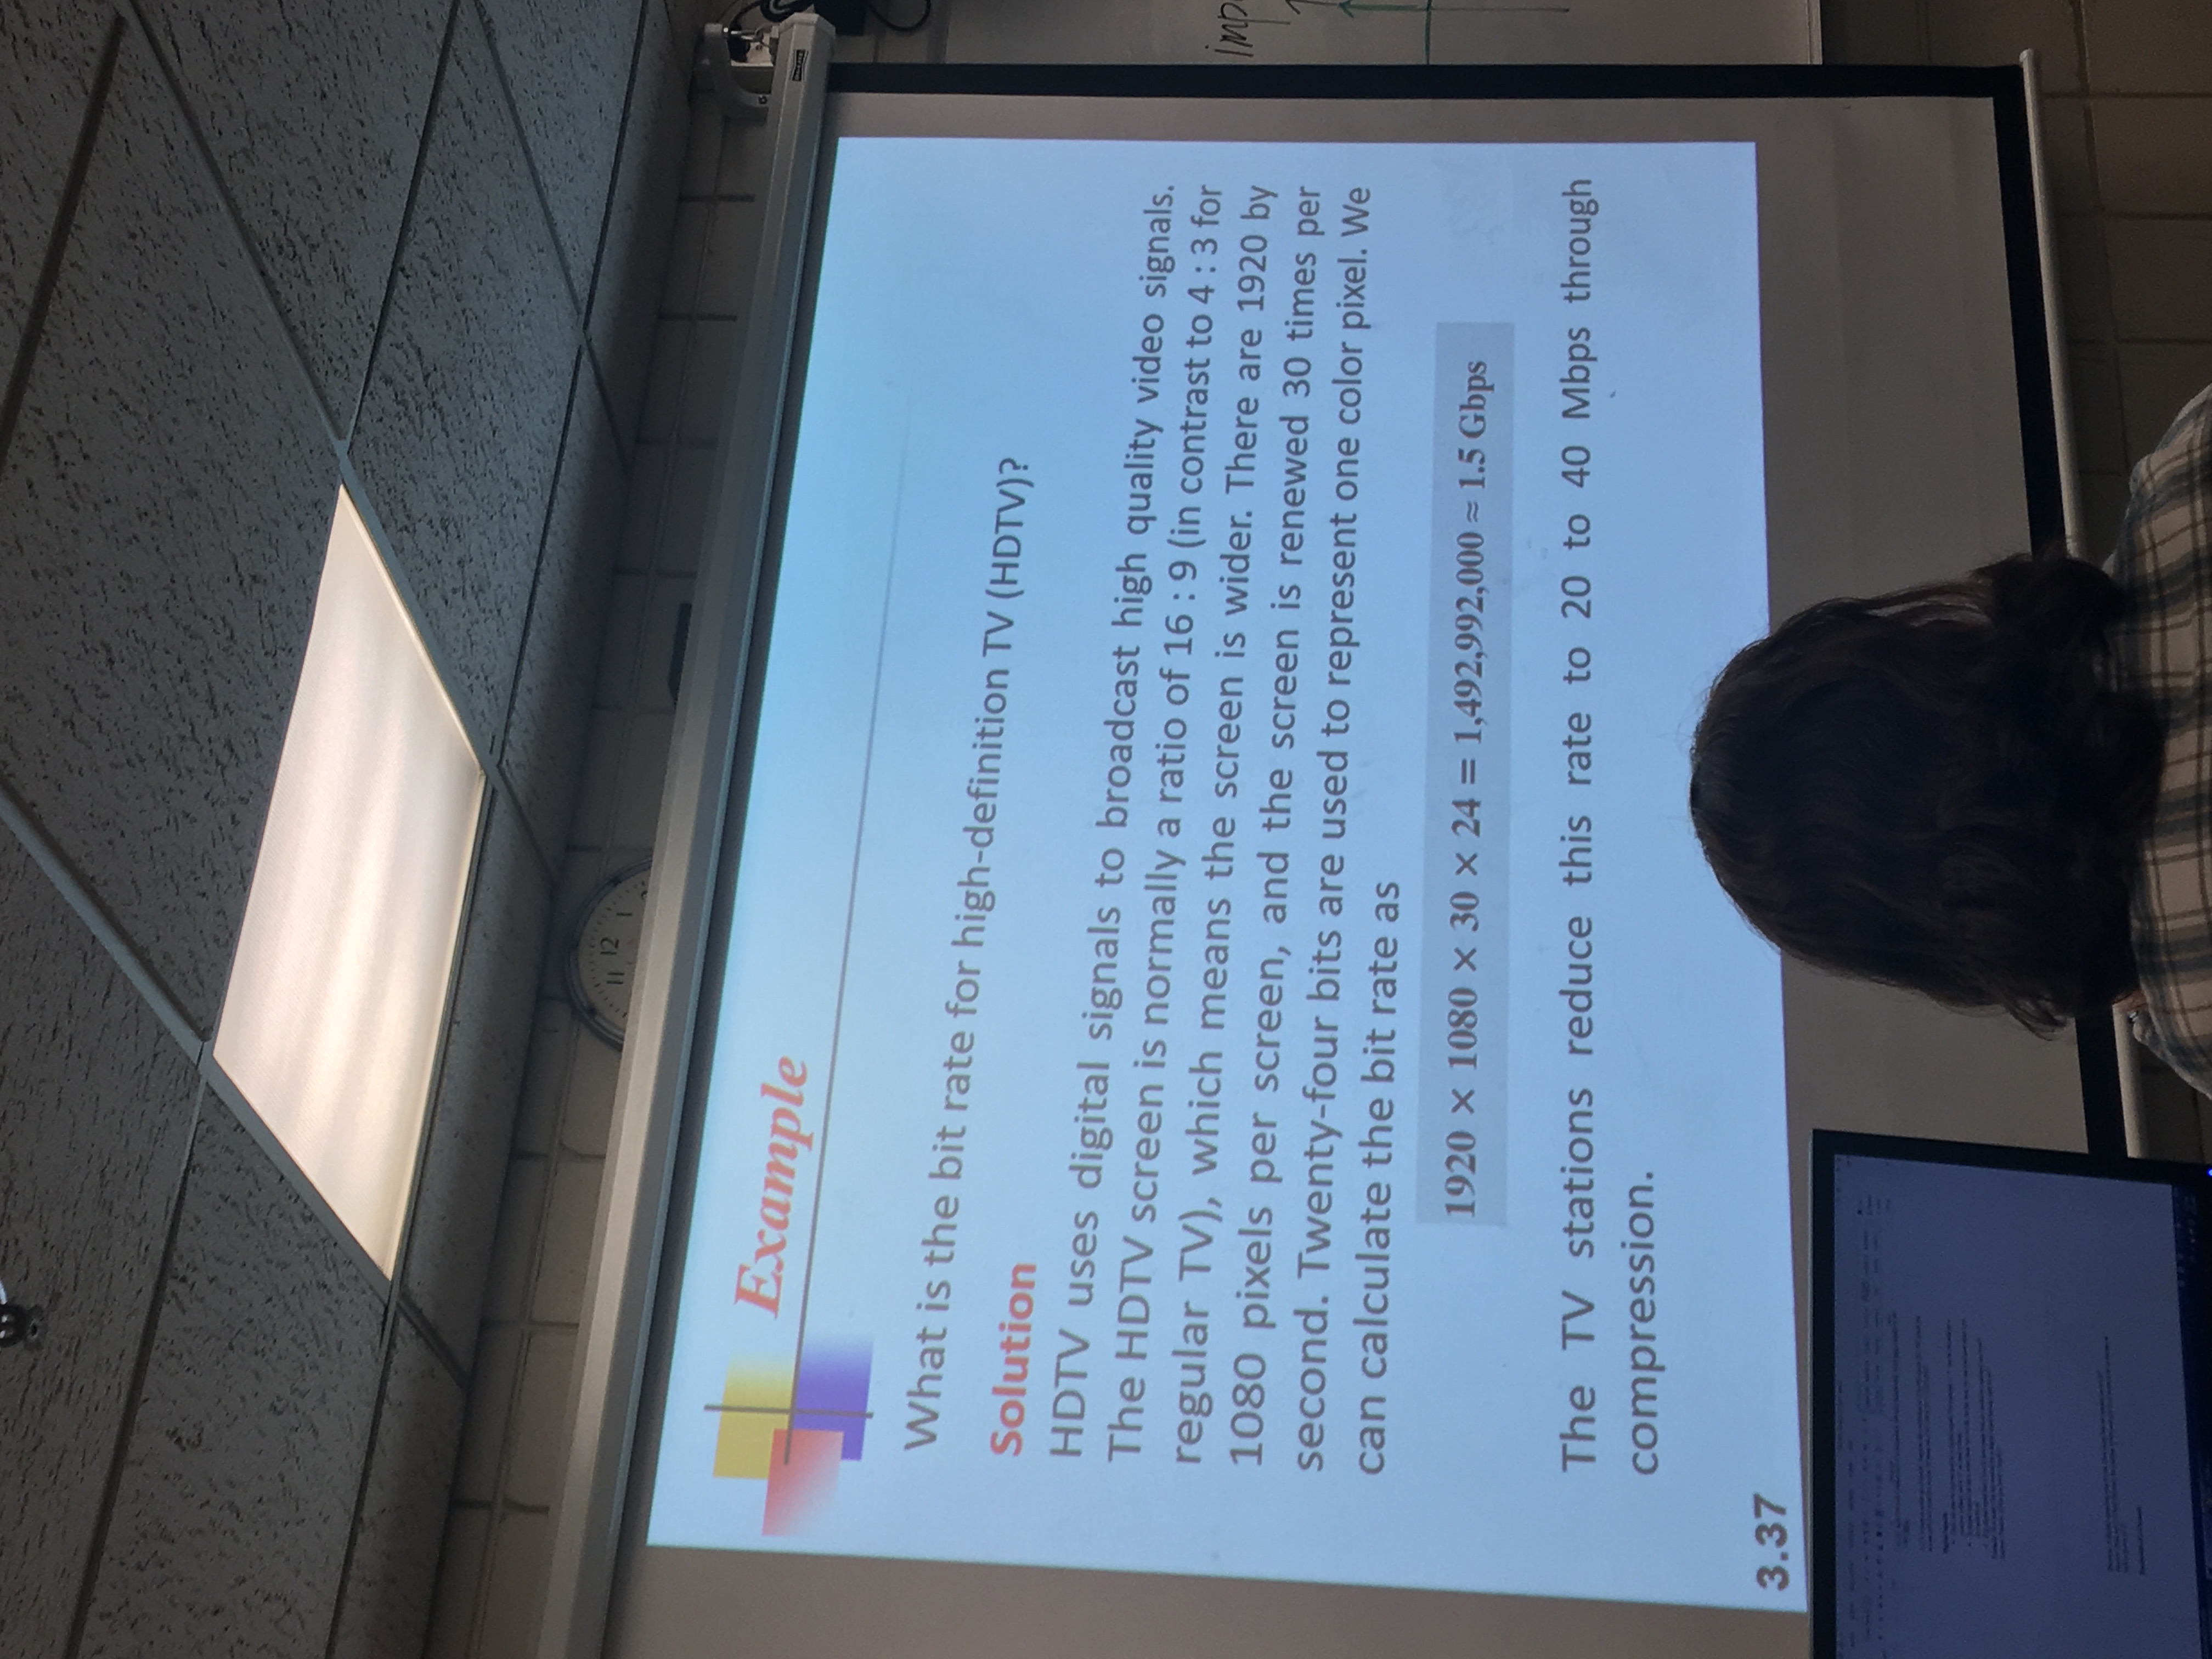 11 12 1
Example
What is the bit rate for high-definition TV (HDTV)?
Solution
HDTV uses digital signals to broadcast high quality video signals.
The HDTV screen is normally a ratio of 16 : 9 (in contrast to 4 : 3 for
regular TV), which means the screen is wider. There are 1920 by
1080 pixels per screen, and the screen is renewed 30 times per
second. Twenty-four bits are used to represent one color pixel. We
can calculate the bit rate as
1920 × 1080 × 30 × 24 = 1,492,992,000 ≈ 1.5 Gbps
The TV stations reduce this rate to 20 to 40 Mbps through
compression.
3.37
imp